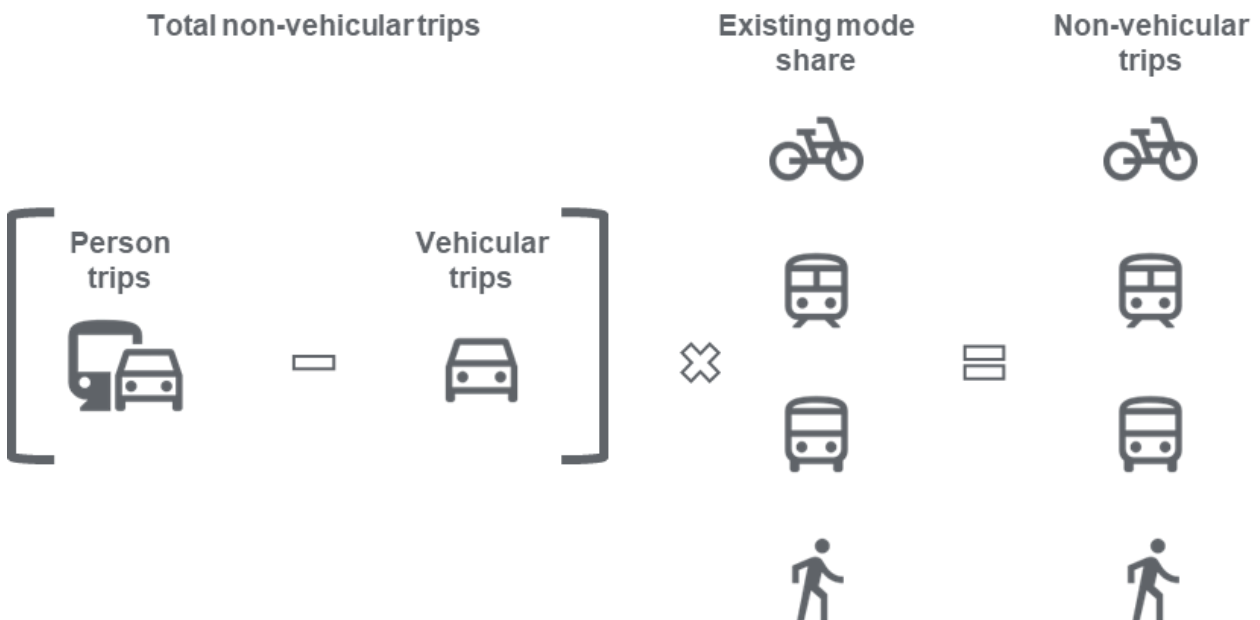 Total non-vehicular trips
Existing mode
share
Non-vehicular
trips
Person
trips
Vehicular
trips